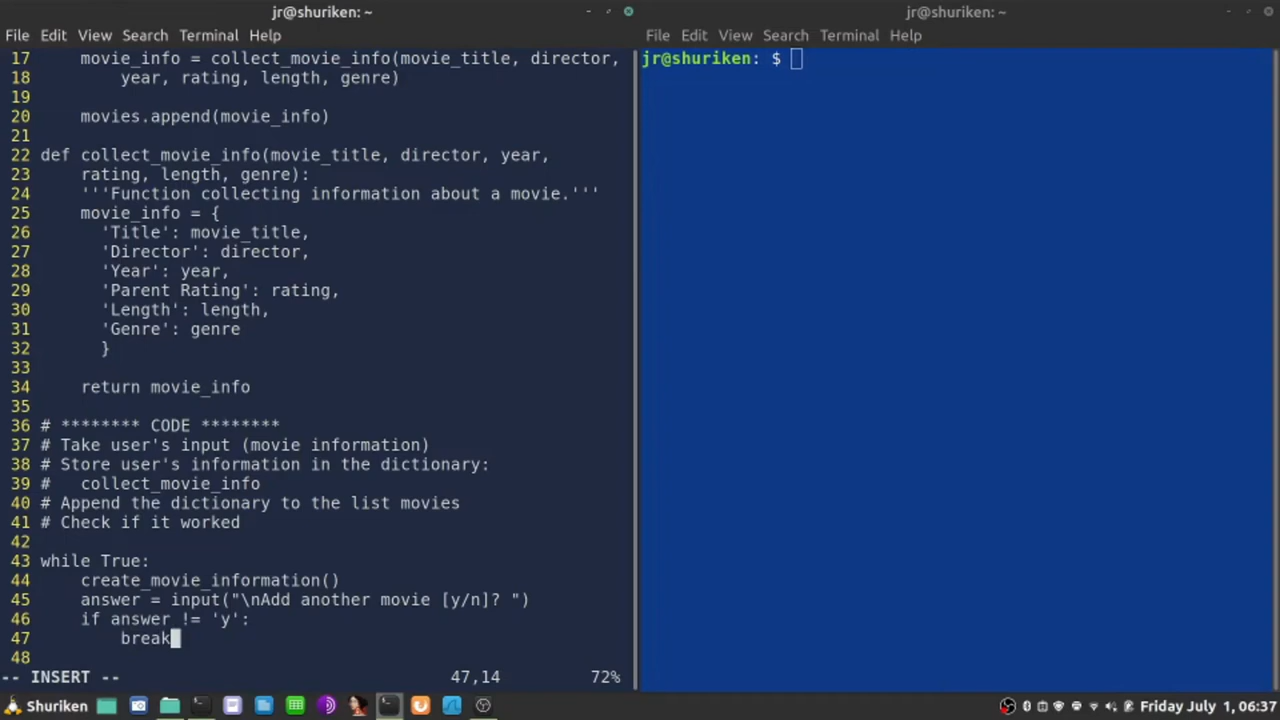 jr@shuriken: ~
File Edit View Search Terminal Help
17 movie_info = collect_movie_info(movie_title, director,
18 year, rating, length, genre)
19
20 movies.append(movie_info)
21
22 def collect_movie_info(movie_title, director, year,
23 rating, length, genre):
24 '''Function collecting information about a movie.'''
25 movie_info = {
26 'Title': movie_title,
27 'Director': director,
28 'Year': year,
29 'Parent Rating': rating,
30 'Length': length,
31 'Genre': genre
32 }
33
34 return movie_info
35
36 # ******** CODE ********
37 # Take user's input (movie information)
38 # Store user's information in the dictionary:
39 # collect_movie_info
40 # Append the dictionary to the list movies
41 # Check if it worked
42
43 while True:
44 create_movie_information()
45 answer = input("\nAdd another movie [y/n]? ")
46 if answer != 'y':
47 break
48
-- INSERT -- 47,14 72%
jr@shuriken: ~
File Edit View Search Terminal Help
jr@shuriken: $
Shuriken
Friday July 1, 06:37